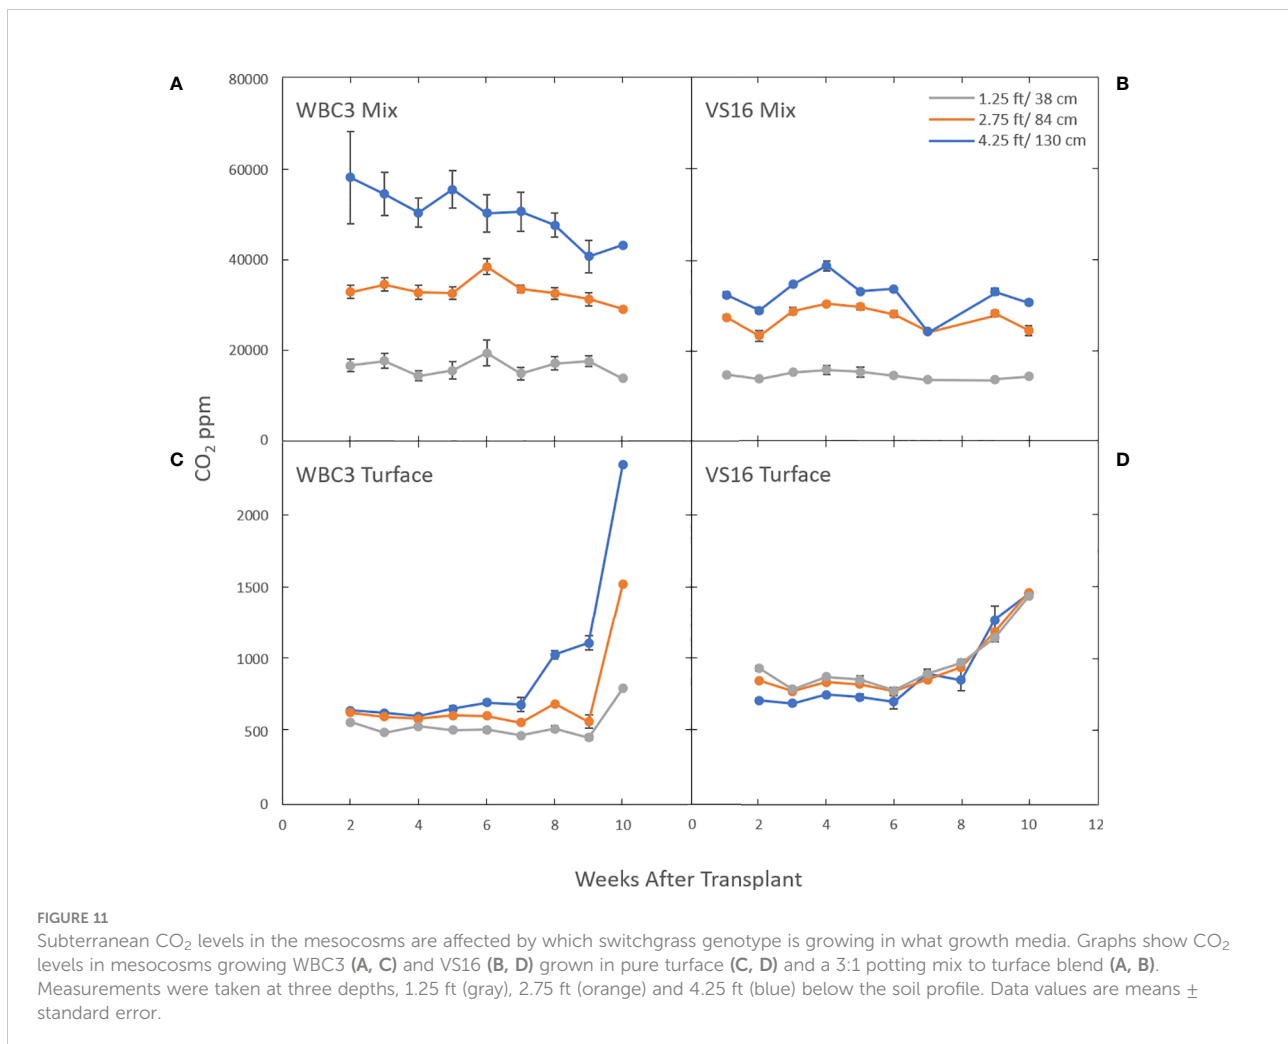 A
B
80000
WBC3 Mix
VS16 Mix
1.25 ft/ 38 cm
2.75 ft/ 84 cm
4.25 ft/ 130 cm
60000
40000
20000
0
CO₂ ppm
C
D
WBC3 Turface
VS16 Turface
2000
1500
1000
500
0
0 2 4 6 8 10 0 2 4 6 8 10 12
Weeks After Transplant
FIGURE 11
Subterranean CO₂ levels in the mesocosms are affected by which switchgrass genotype is growing in what growth media. Graphs show CO₂
levels in mesocosms growing WBC3 (A, C) and VS16 (B, D) grown in pure turface (C, D) and a 3:1 potting mix to turface blend (A, B).
Measurements were taken at three depths, 1.25 ft (gray), 2.75 ft (orange) and 4.25 ft (blue) below the soil profile. Data values are means ±
standard error.